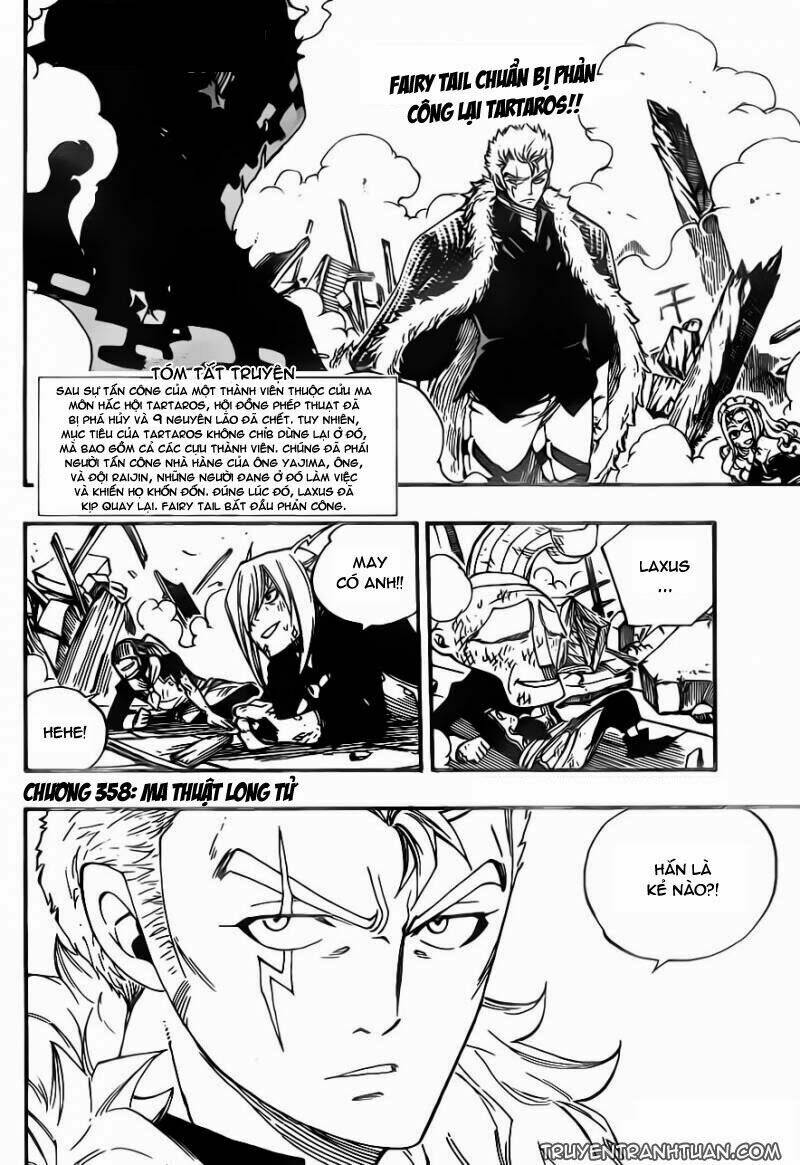 FAIRY TAIL CHUẨN BỊ PHẢN
CÔNG LẠI TARTAROS!!
TÓM TẮT TRUYỆN
SAU SỰ TẤN CÔNG CỦA MỘT THÀNH VIÊN THUỘC CỬU MA
MÔN HẮC HỘI TARTAROS, HỘI ĐỒNG PHÉP THUẬT ĐÃ
BỊ PHÁ HỦY VÀ 9 NGUYÊN LÃO ĐÃ CHẾT. TUY NHIÊN,
MỤC TIÊU CỦA TARTAROS KHÔNG CHỈB DỪNG LẠI Ở ĐÓ,
MÀ BAO GỒM CẢ CÁC CỰU THÀNH VIÊN. CHÚNG ĐÃ PHÁI
NGƯỜI TẤN CÔNG NHÀ HÀNG CỦA ÔNG YAJIMA, ÔNG,
VÀ ĐỘI RAIJIN, NHỮNG NGƯỜI ĐANG Ở ĐÓ LÀM VIỆC
VÀ KHIẾN HỌ KHỐN ĐỐN. ĐÚNG LÚC ĐÓ, LAXUS ĐÃ
KỊP QUAY LẠI. FAIRY TAIL BẮT ĐẦU PHẢN CÔNG.
MAY
CÓ ANH!!
HEHE!
LAXUS
...
CHƯƠNG 358: MA THUẬT LONG TỬ
HẮN LÀ
KẺ NÀO?!
TRUYENTRANHTUAN.COM